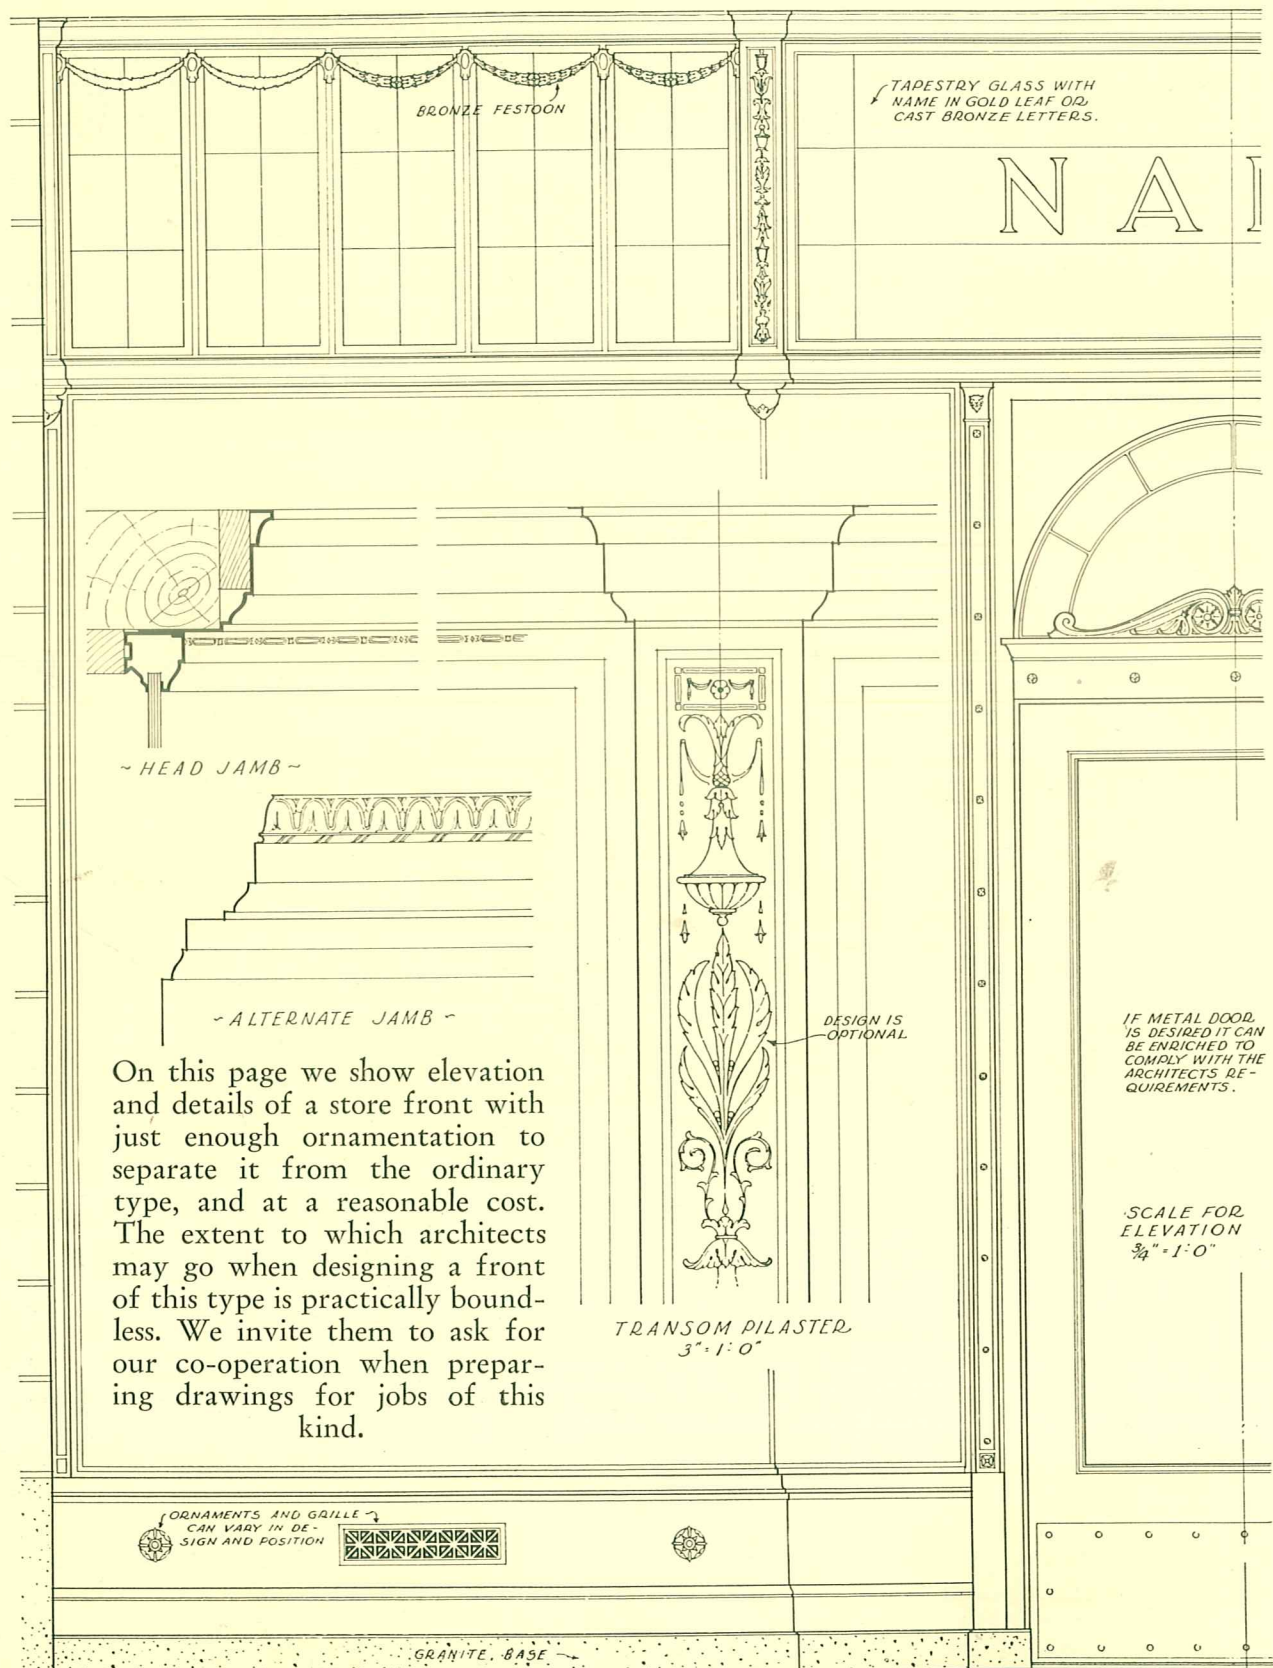 BRONZE FESTOON
TAPESTRY GLASS WITH
NAME IN GOLD LEAF OR
CAST BRONZE LETTERS.
N A
~ HEAD JAMB ~
~ ALTERNATE JAMB ~
On this page we show elevation
and details of a store front with
just enough ornamentation to
separate it from the ordinary
type, and at a reasonable cost.
The extent to which architects
may go when designing a front
of this type is practically bound-
less. We invite them to ask for
our co-operation when prepar-
ing drawings for jobs of this
kind.
DESIGN IS
OPTIONAL
TRANSOM PILASTER
3" = 1'-0"
IF METAL DOOR
IS DESIRED IT CAN
BE ENRICHED TO
COMPLY WITH THE
ARCHITECTS RE-
QUIREMENTS.
SCALE FOR
ELEVATION
3/4" = 1'-0"
ORNAMENTS AND GRILLE
CAN VARY IN DE-
SIGN AND POSITION
GRANITE BASE